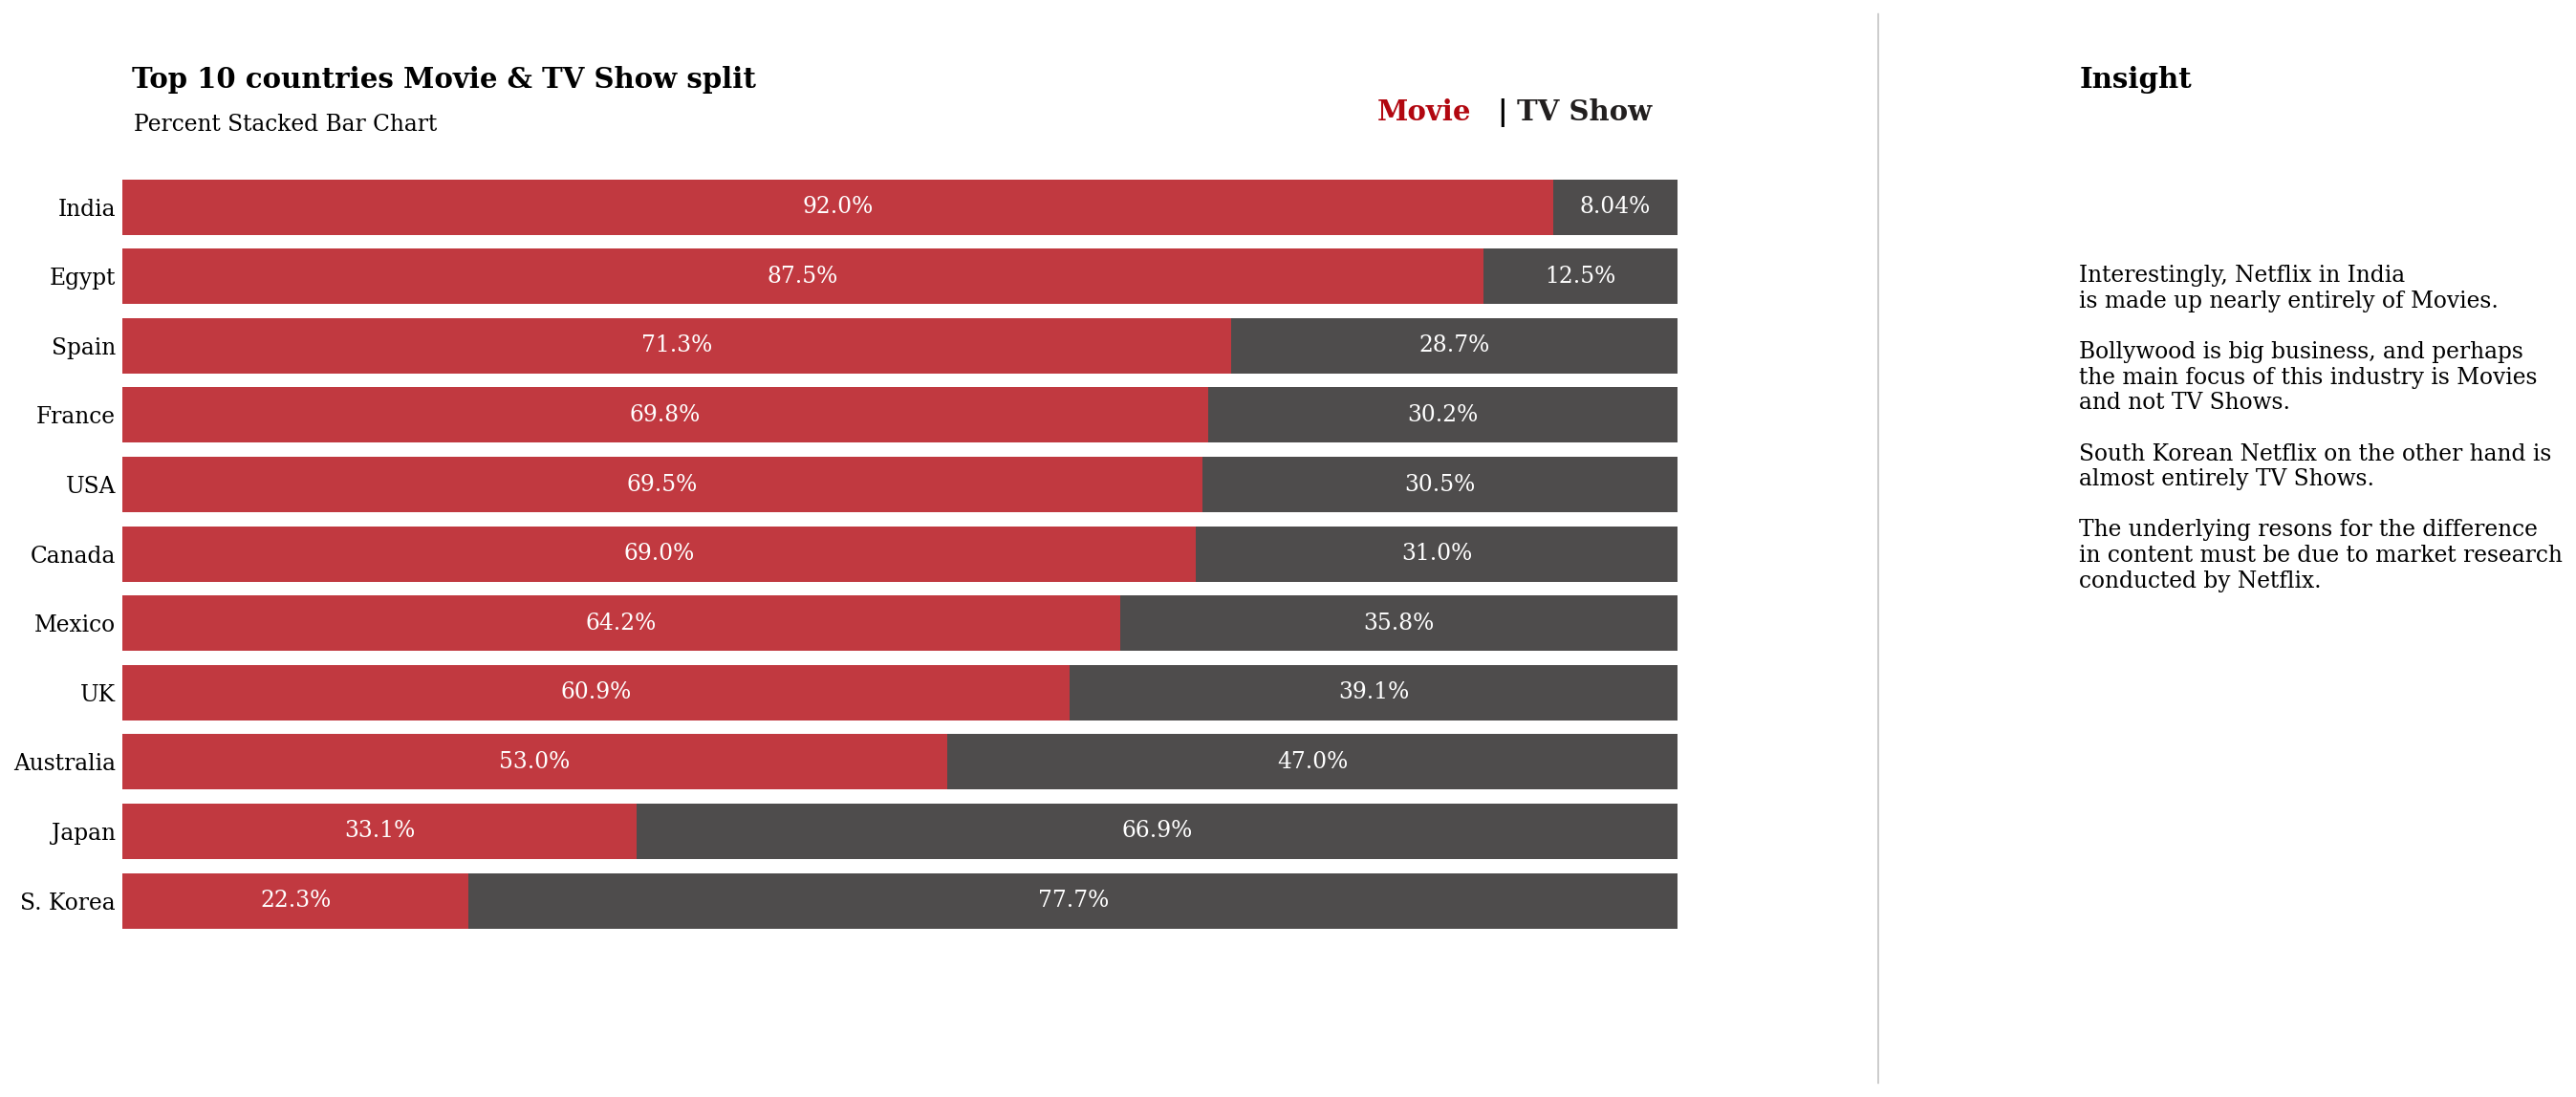 Top 10 countries Movie & TV Show split
Percent Stacked Bar Chart
Movie | TV Show
India 92.0% 8.04%
Egypt 87.5% 12.5%
Spain 71.3% 28.7%
France 69.8% 30.2%
USA 69.5% 30.5%
Canada 69.0% 31.0%
Mexico 64.2% 35.8%
UK 60.9% 39.1%
Australia 53.0% 47.0%
Japan 33.1% 66.9%
S. Korea 22.3% 77.7%
Insight
Interestingly, Netflix in India
is made up nearly entirely of Movies.
Bollywood is big business, and perhaps
the main focus of this industry is Movies
and not TV Shows.
South Korean Netflix on the other hand is
almost entirely TV Shows.
The underlying resons for the difference
in content must be due to market research
conducted by Netflix.